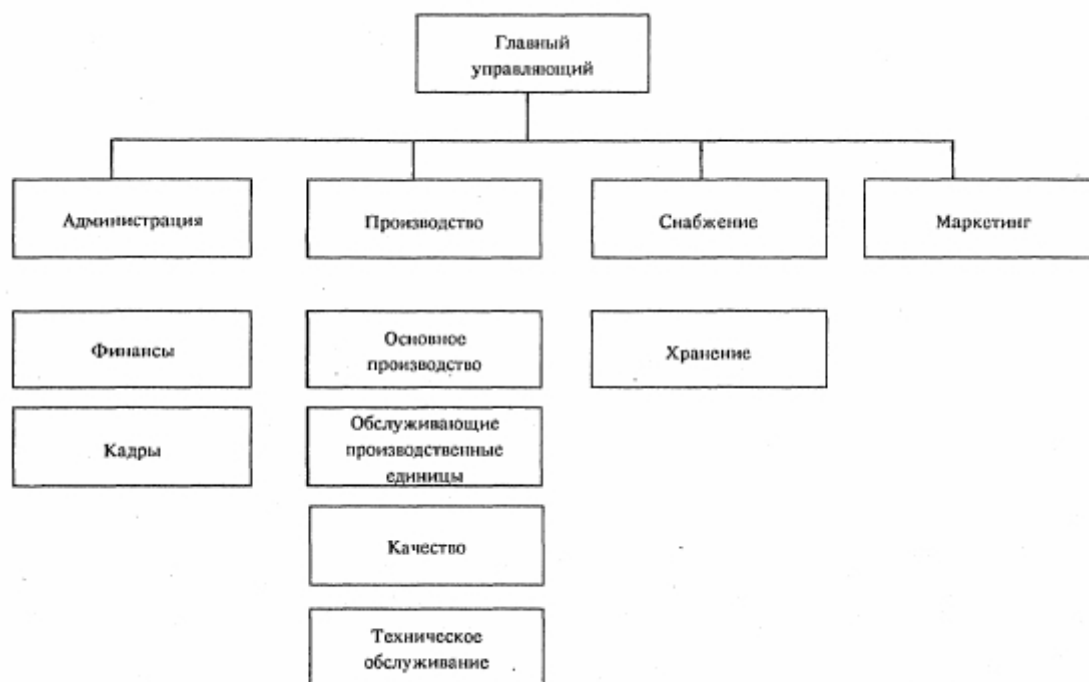 Главный
управляющий
Администрация
Производство
Снабжение
Маркетинг
Финансы
Основное
производство
Хранение
Кадры
Обслуживающие
производственные
единицы
Качество
Техническое
обслуживание